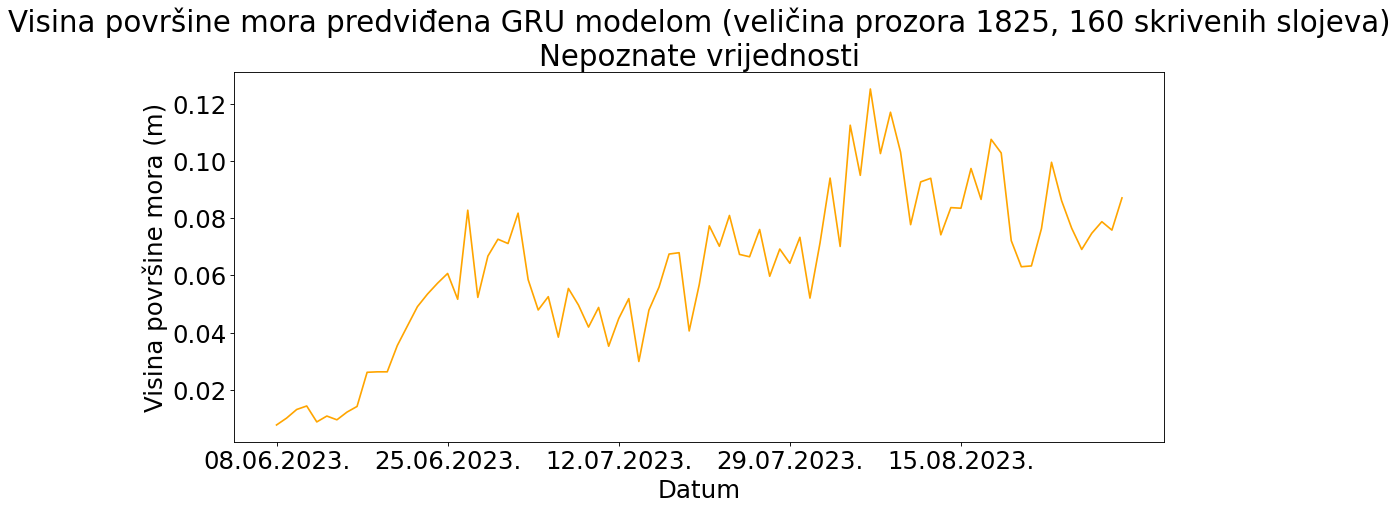 Visina površine mora predviđena GRU modelom (veličina prozora 1825, 160 skrivenih slojeva)
Nepoznate vrijednosti
Visina površine mora (m)
0.12
0.10
0.08
0.06
0.04
0.02
08.06.2023.
25.06.2023.
12.07.2023.
29.07.2023.
15.08.2023.
Datum